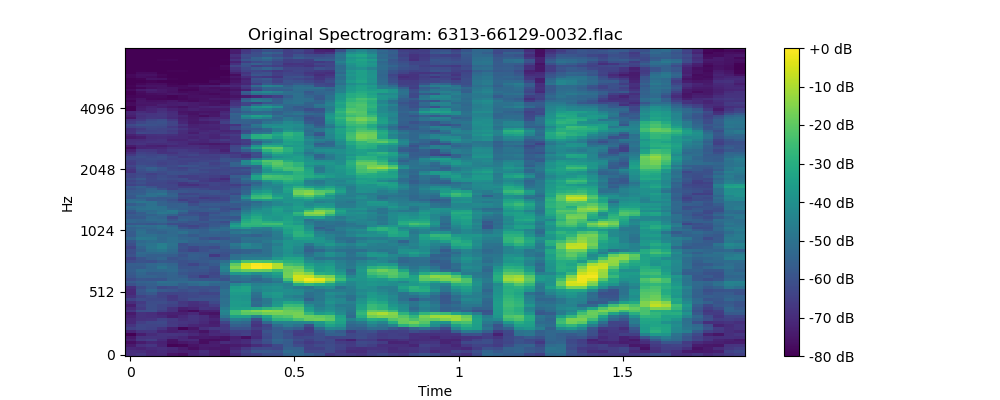 Original Spectrogram: 6313-66129-0032.flac
Hz
4096
2048
1024
512
0
0 0.5 1 1.5
Time
+0 dB
-10 dB
-20 dB
-30 dB
-40 dB
-50 dB
-60 dB
-70 dB
-80 dB